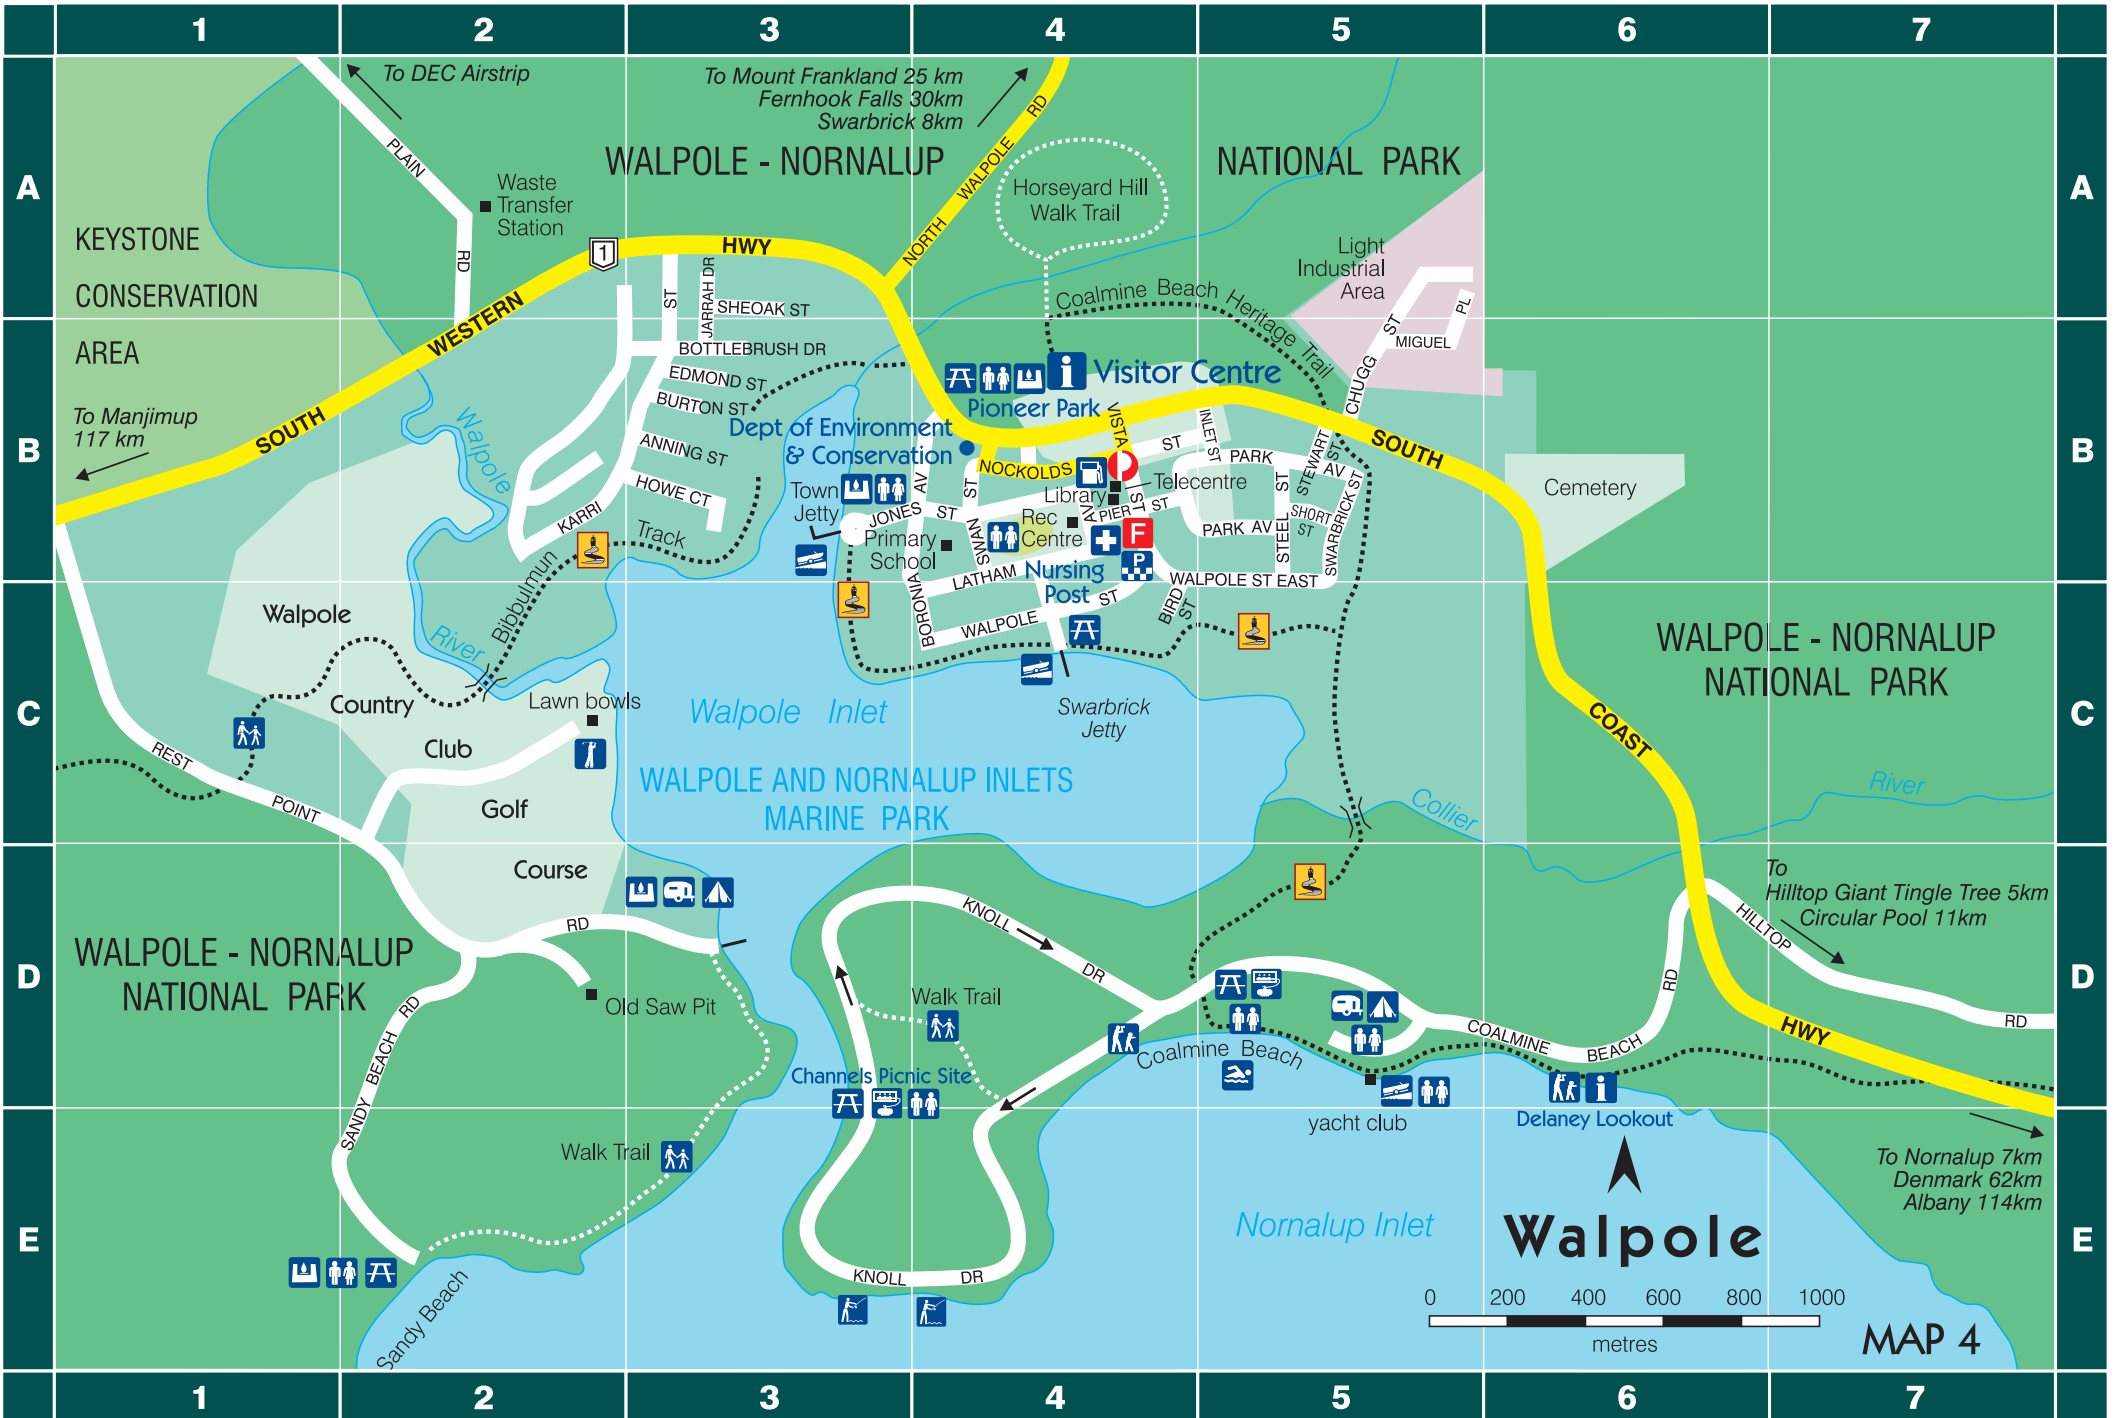 1 2 3 4 5 6 7
A
B
C
D
E
A
B
C
D
E
1 2 3 4 5 6 7
To DEC Airstrip
To Mount Frankland 25 km
Fernhook Falls 30km
Swarbrick 8km
PLAIN
RD
Waste
Transfer
Station
KEYSTONE
CONSERVATION
AREA
WALPOLE - NORNALUP
NATIONAL PARK
NORTH WALPOLE RD
Horseyard Hill
Walk Trail
Light
Industrial
Area
1
SOUTH WESTERN HWY
ST
JARRAH DR
SHEOAK ST
BOTTLEBRUSH DR
EDMOND ST
BURTON ST
ANNING ST
HOWE CT
KARRI
Coalmine Beach Heritage Trail
CHUGG ST
MIGUEL
PL
To Manjimup
117 km
Walpole
River
Bibbulmun
Track
i
Visitor Centre
Pioneer Park
Dept of Environment
& Conservation
VISTA
ST
NOCKOLDS
ST
INLET ST
PARK
AV
STEWART
ST
SOUTH
Cemetery
Town
Jetty
JONES ST
AV
ST
Library
Telecentre
Rec
Centre
AV
PIER ST
F
P
PARK AV
STEEL ST
SHORT
ST
SWARBRICK ST
Primary
School
SWAN
LATHAM
Nursing
Post
BORONIA
WALPOLE
ST
WALPOLE ST EAST
BIRD
ST
Swarbrick
Jetty
Walpole
Country
Club
Golf
Course
Lawn bowls
REST
POINT
RD
Walpole Inlet
WALPOLE AND NORNALUP INLETS
MARINE PARK
WALPOLE - NORNALUP
NATIONAL PARK
COAST
HWY
Collier
River
To
Hilltop Giant Tingle Tree 5km
Circular Pool 11km
HILLTOP
RD
WALPOLE - NORNALUP
NATIONAL PARK
Old Saw Pit
SANDY BEACH RD
KNOLL
DR
Walk Trail
Channels Picnic Site
Coalmine Beach
COALMINE BEACH RD
yacht club
i
Delaney Lookout
Walk Trail
KNOLL DR
Sandy Beach
Nornalup Inlet
To Nornalup 7km
Denmark 62km
Albany 114km
Walpole
0 200 400 600 800 1000
metres
MAP 4